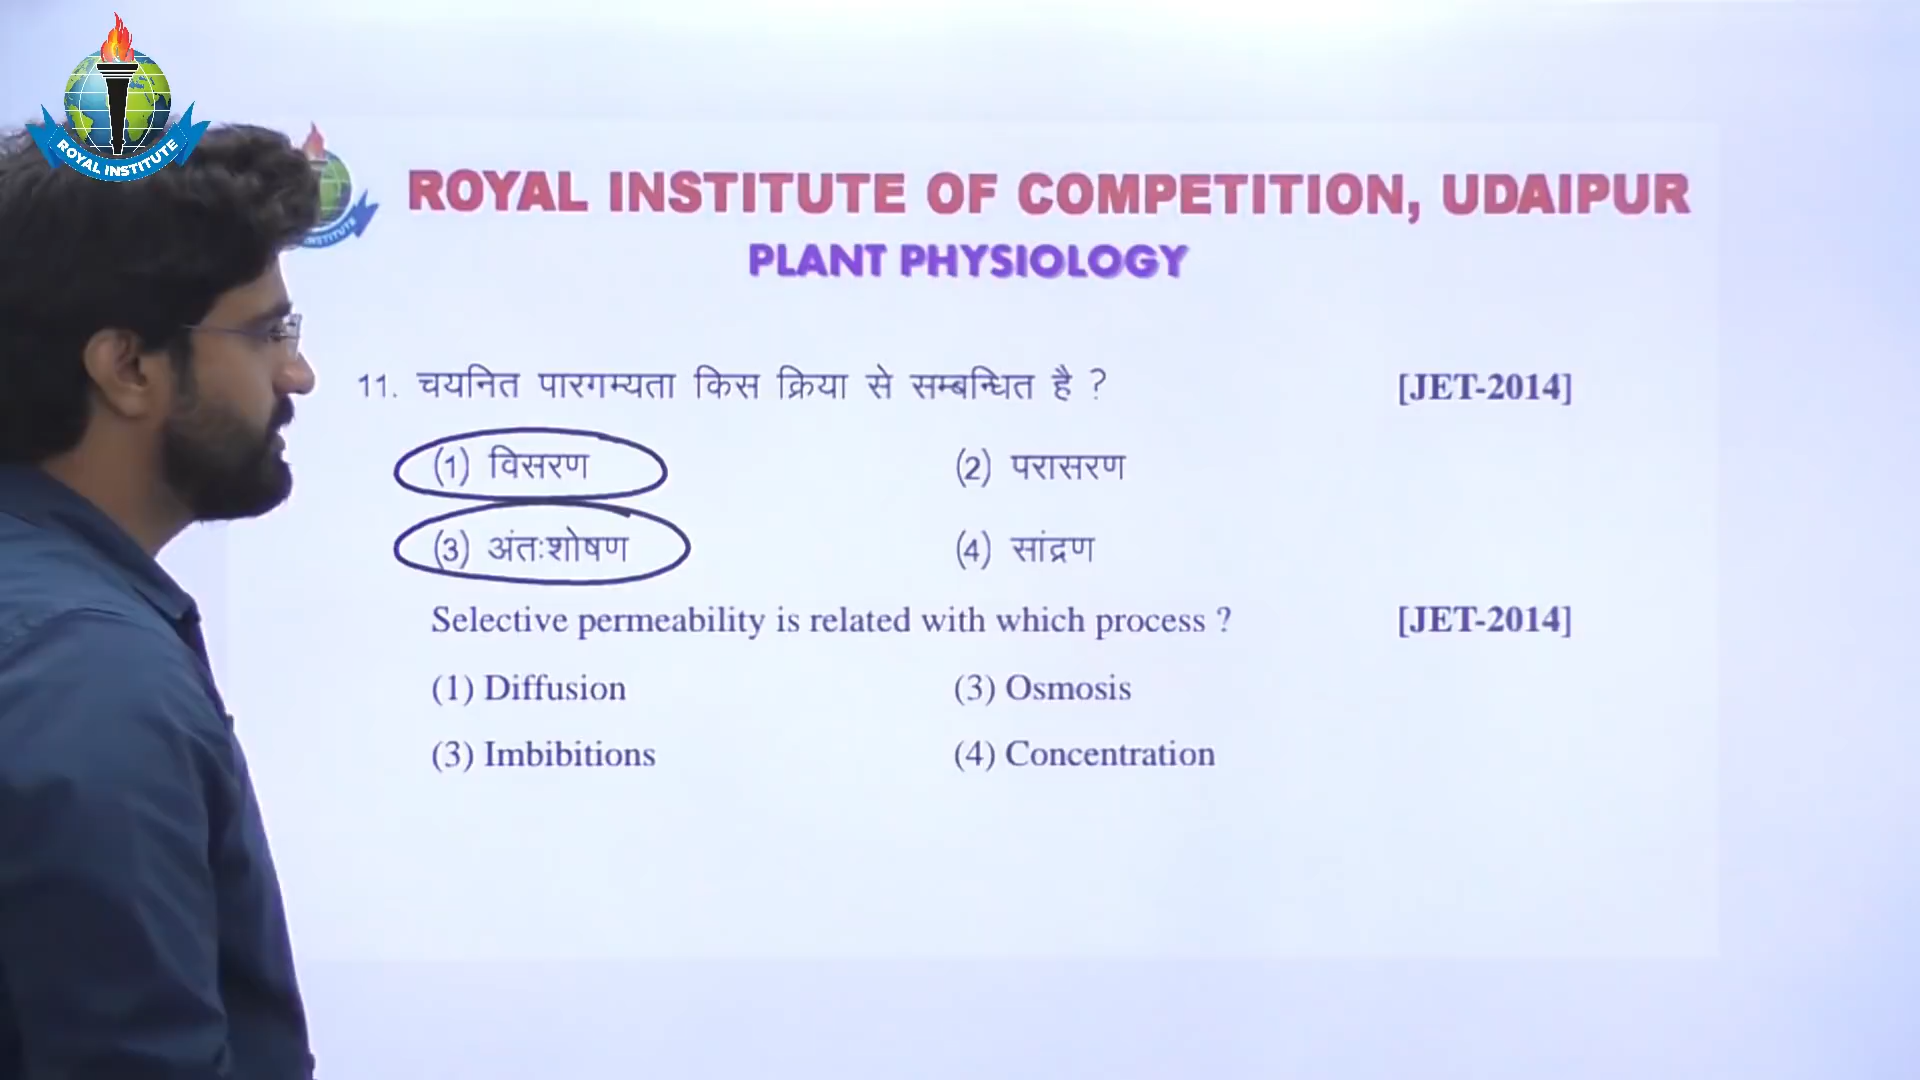 ROYAL INSTITUTE
INSTITUTE
ROYAL INSTITUTE OF COMPETITION, UDAIPUR
PLANT PHYSIOLOGY
11. चयनित पारगम्यता किस क्रिया से सम्बन्धित है ? [JET-2014]
(1) विसरण (2) परासरण
(3) अंतःशोषण (4) सांद्रण
Selective permeability is related with which process ? [JET-2014]
(1) Diffusion (3) Osmosis
(3) Imbibitions (4) Concentration